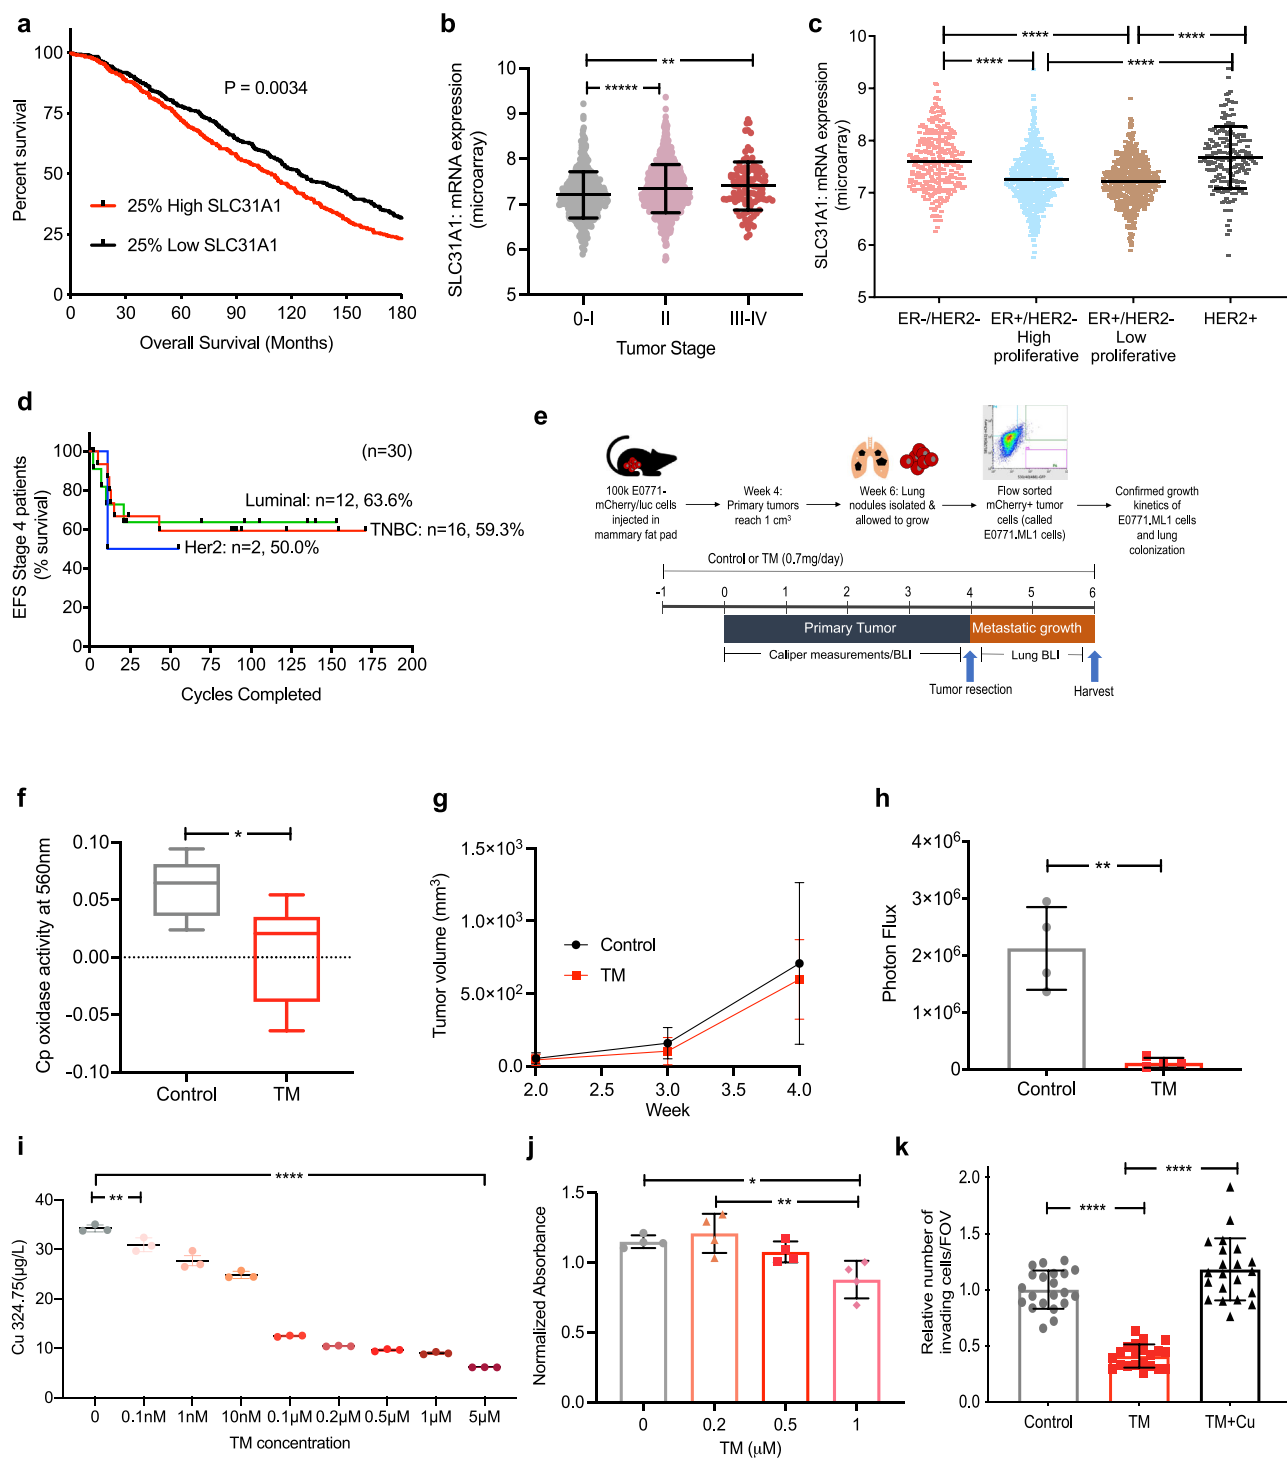 a
Percent survival
100
75
50
25
0
P = 0.0034
25% High SLC31A1
25% Low SLC31A1
0 30 60 90 120 150 180
Overall Survival (Months)
b
SLC31A1: mRNA expression
(microarray)
10
9
8
7
6
5
**
*****
0-I II III-IV
Tumor Stage
c
SLC31A1: mRNA expression
(microarray)
10
9
8
7
6
5
**** ****
**** ****
ER-/HER2- ER+/HER2- ER+/HER2- HER2+
High Low
proliferative proliferative
d
EFS Stage 4 patients
(% survival)
100
80
60
40
20
0
(n=30)
Luminal: n=12, 63.6%
TNBC: n=16, 59.3%
Her2: n=2, 50.0%
0 25 50 75 100 125 150 175 200
Cycles Completed
e
100k E0771-
mCherry/luc cells
injected in
mammary fat pad
Week 4:
Primary tumors
reach 1 cm³
Week 6: Lung
nodules isolated &
allowed to grow
Flow sorted
mCherry+ tumor
cells (called
E0771.ML1 cells)
Confirmed growth
kinetics of
E0771.ML1 cells
and lung
colonization
Control or TM (0.7mg/day)
-1 0 1 2 3 4 5 6
Primary Tumor Metastatic growth
Caliper measurements/BLI Lung BLI
Tumor resection Harvest
f
Cp oxidase activity at 560nm
0.10
0.05
0.00
-0.05
-0.10
*
Control TM
g
Tumor volume (mm³)
1.5×10³
1.0×10³
5.0×10²
0.0
Control
TM
2.0 2.5 3.0 3.5 4.0
Week
h
Photon Flux
4×10⁶
3×10⁶
2×10⁶
1×10⁶
0
**
Control TM
i
Cu 324.75(µg/L)
40
30
20
10
0
****
**
0 0.1nM 1nM 10nM 0.1µM 0.2µM 0.5µM 1µM 5µM
TM concentration
j
Normalized Absorbance
1.5
1.0
0.5
0.0
*
**
0 0.2 0.5 1
TM (µM)
k
Relative number of
invading cells/FOV
2.0
1.5
1.0
0.5
0.0
****
****
Control TM TM+Cu